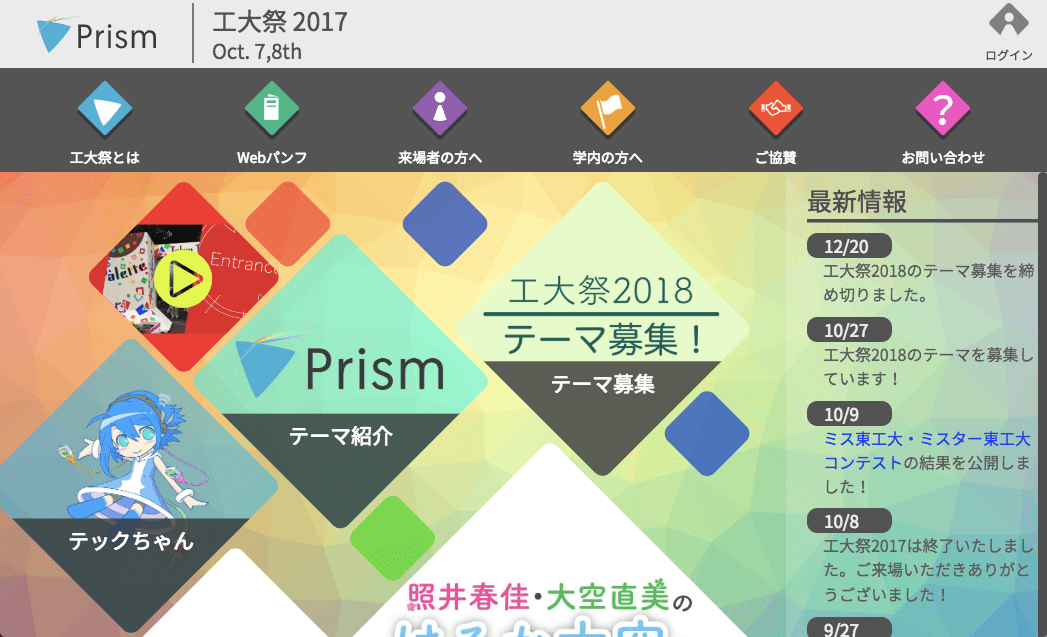 Prism
工大祭 2017
Oct. 7,8th
ログイン
工大祭とは
Webパンフ
来場者の方へ
学内の方へ
ご協賛
お問い合わせ
Entranc
工大祭2018
テーマ募集！
テーマ募集
Prism
テーマ紹介
テックちゃん
照井春佳・大空直美の
最新情報
12/20
工大祭2018のテーマ募集を締
め切りました。
10/27
工大祭2018のテーマを募集し
ています！
10/9
ミス東工大・ミスター東工大
コンテストの結果を公開しま
した！
10/8
工大祭2017は終了いたしまし
た。ご来場いただきありがと
うございました！
9/27